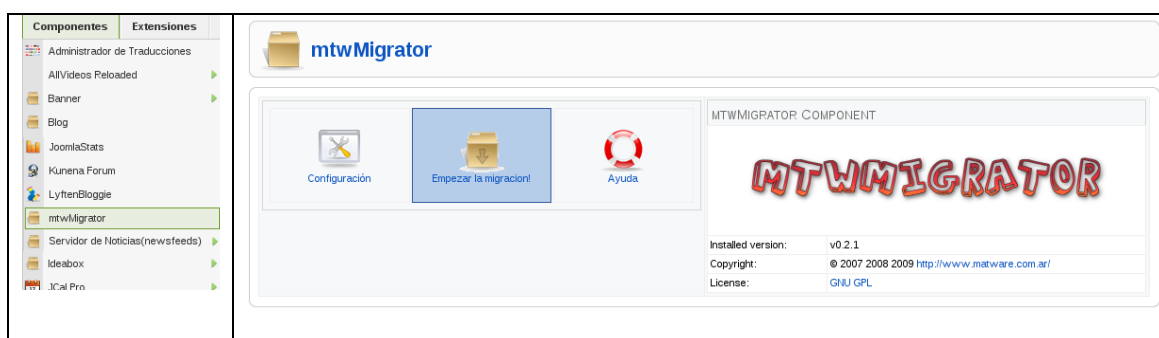 Componentes Extensiones
Administrador de Traducciones
AllVideos Reloaded
Banner
Blog
JoomlaStats
Kunena Forum
LyftenBloggie
mtwMigrator
Servidor de Noticias(newsfeeds)
Ideabox
JCal Pro
mtwMigrator
Configuración
Empezar la migracion!
Ayuda
MTWMIGRATOR COMPONENT
MTWMIGRATOR
Installed version: v0.2.1
Copyright: © 2007 2008 2009 http://www.matware.com.ar/
License: GNU GPL